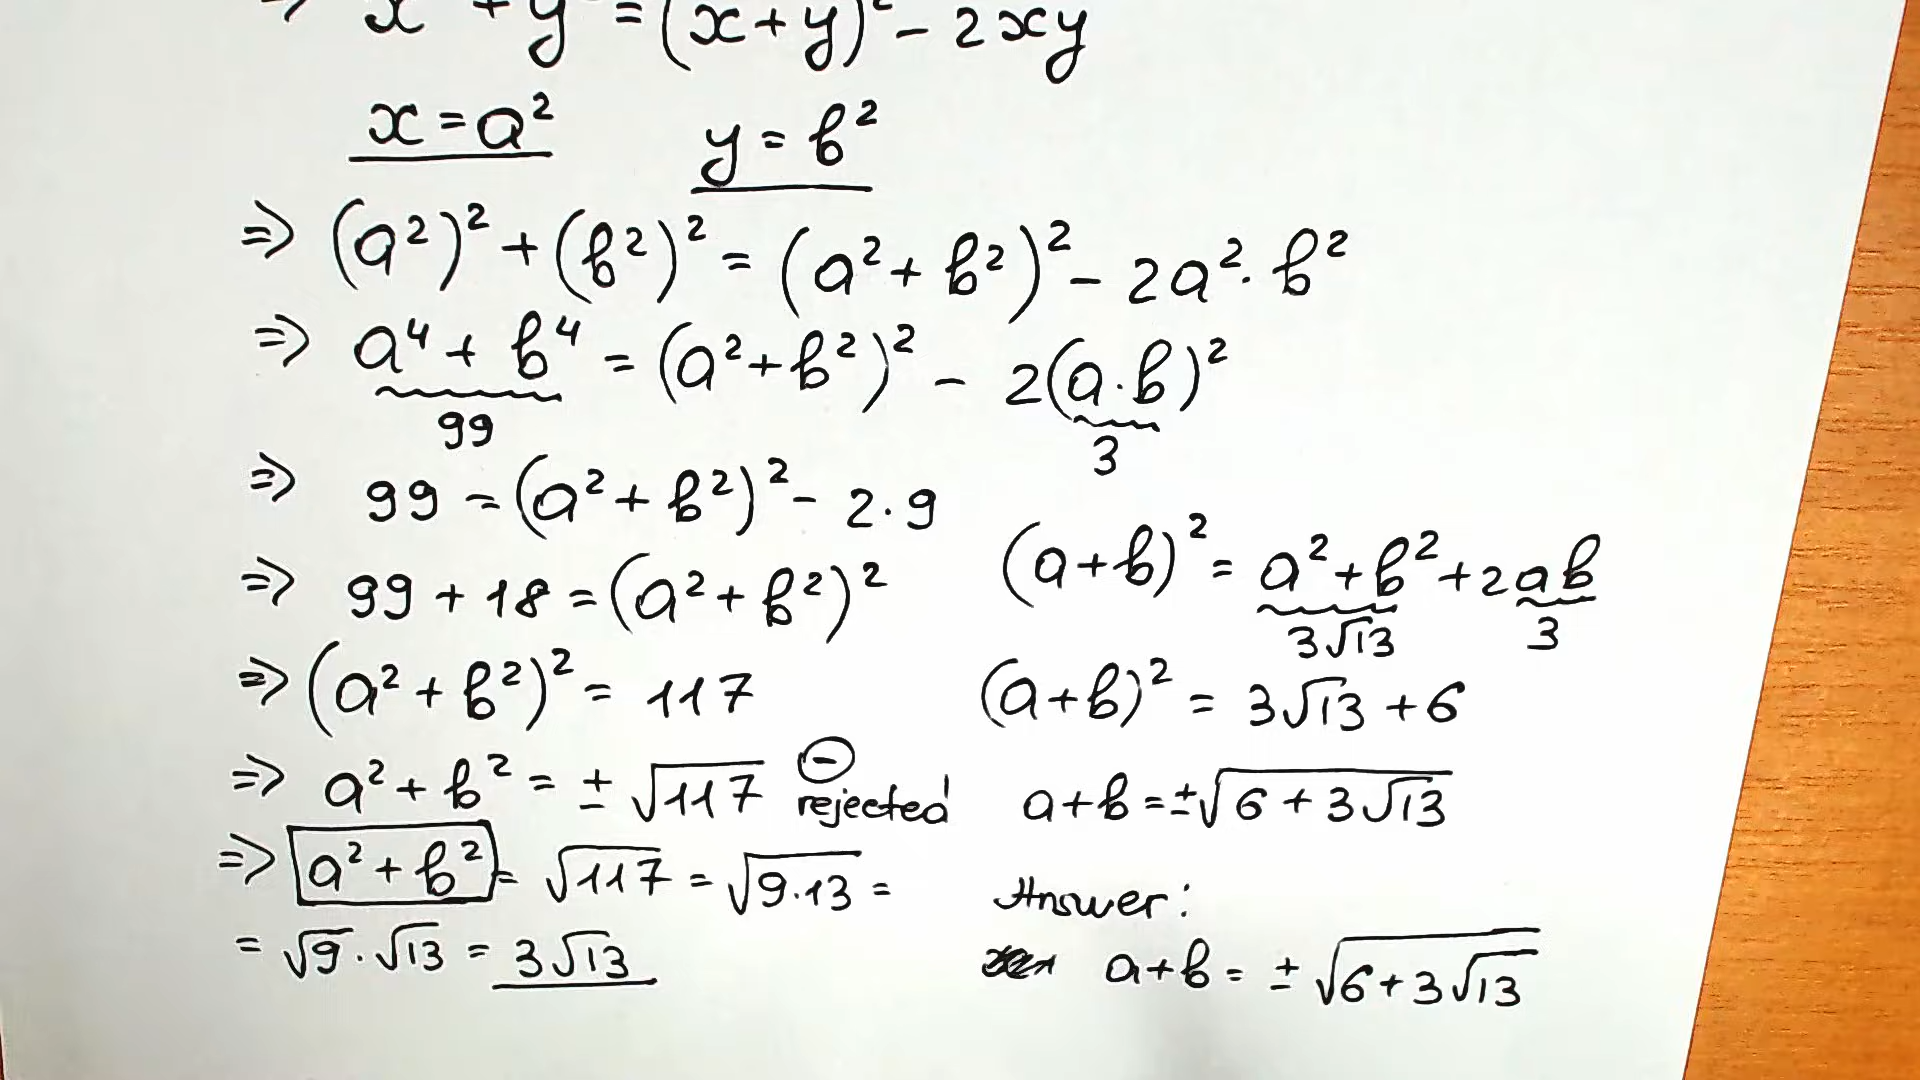 ⇒ x + y = (x+y)² - 2xy
x = a² y = b²
⇒ (a²)² + (b²)² = (a² + b²)² - 2a² · b²
⇒ a⁴ + b⁴ = (a² + b²)² - 2(a·b)²
99 3
⇒ 99 = (a² + b²)² - 2·9
⇒ 99 + 18 = (a² + b²)²
⇒ (a² + b²)² = 117
⇒ a² + b² = ± √117 ⊖ rejected
⇒ a² + b² = √117 = √9·13 =
= √9 · √13 = 3√13
(a+b)² = a² + b² + 2ab
3√13 3
(a+b)² = 3√13 + 6
a+b = ±√6 + 3√13
Answer:
a+b = ± √6+3√13